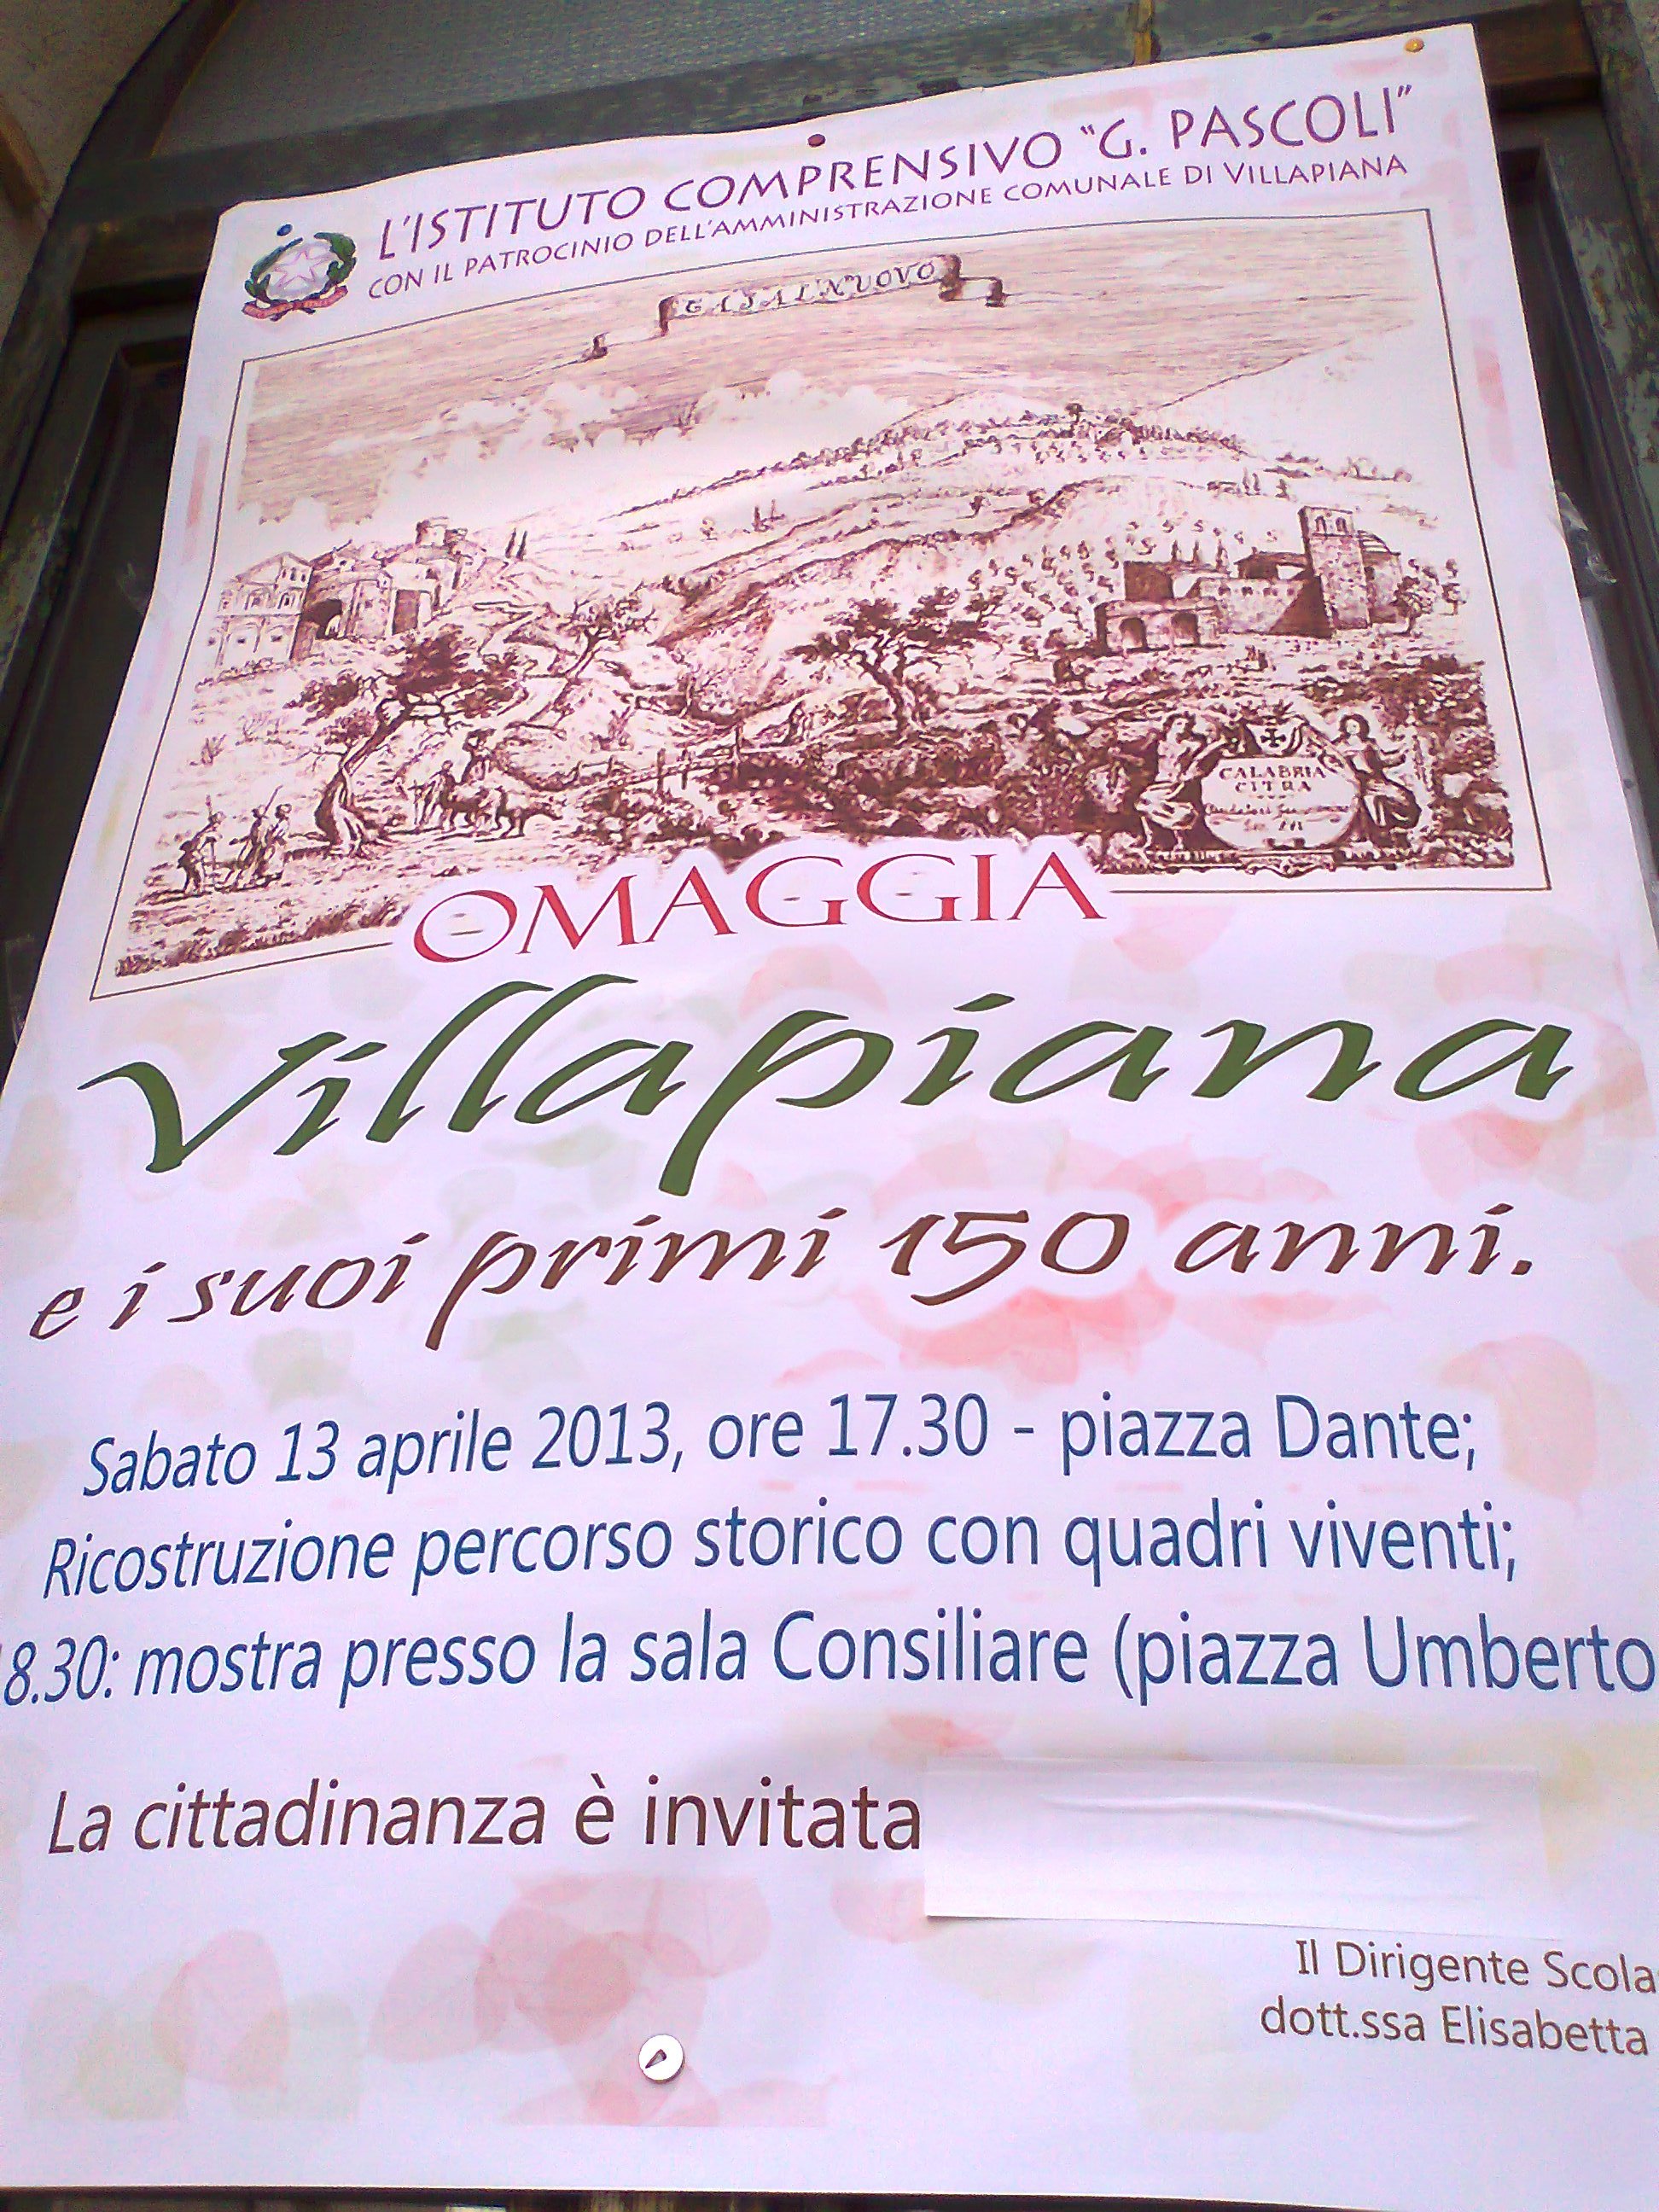 L'ISTITUTO COMPRENSIVO "G. PASCOLI"
CON IL PATROCINIO DELL'AMMINISTRAZIONE COMUNALE DI VILLAPIANA
CASALNUOVO
CALABRIA
CITRA
OMAGGIA
Villapiana
e i suoi primi 150 anni.
Sabato 13 aprile 2013, ore 17.30 - piazza Dante;
Ricostruzione percorso storico con quadri viventi;
8.30: mostra presso la sala Consiliare (piazza Umberto
La cittadinanza è invitata
Il Dirigente Scola
dott.ssa Elisabetta